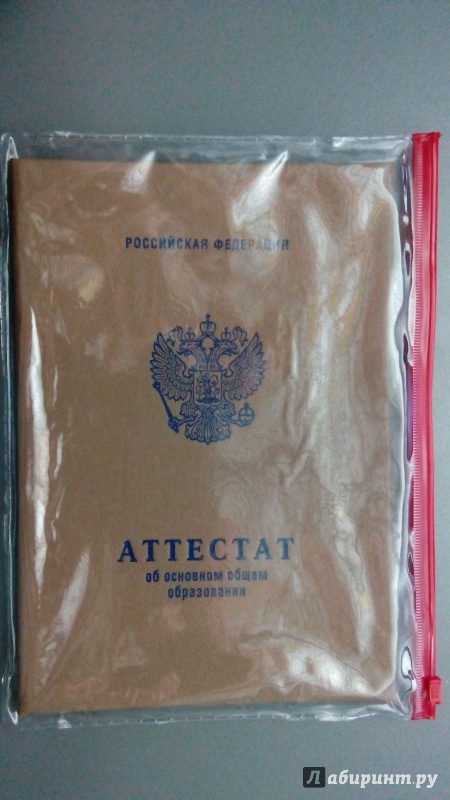 РОССИЙСКАЯ ФЕДЕРАЦИЯ
АТТЕСТАТ
об основном общем
образовании
Лабиринт.ру